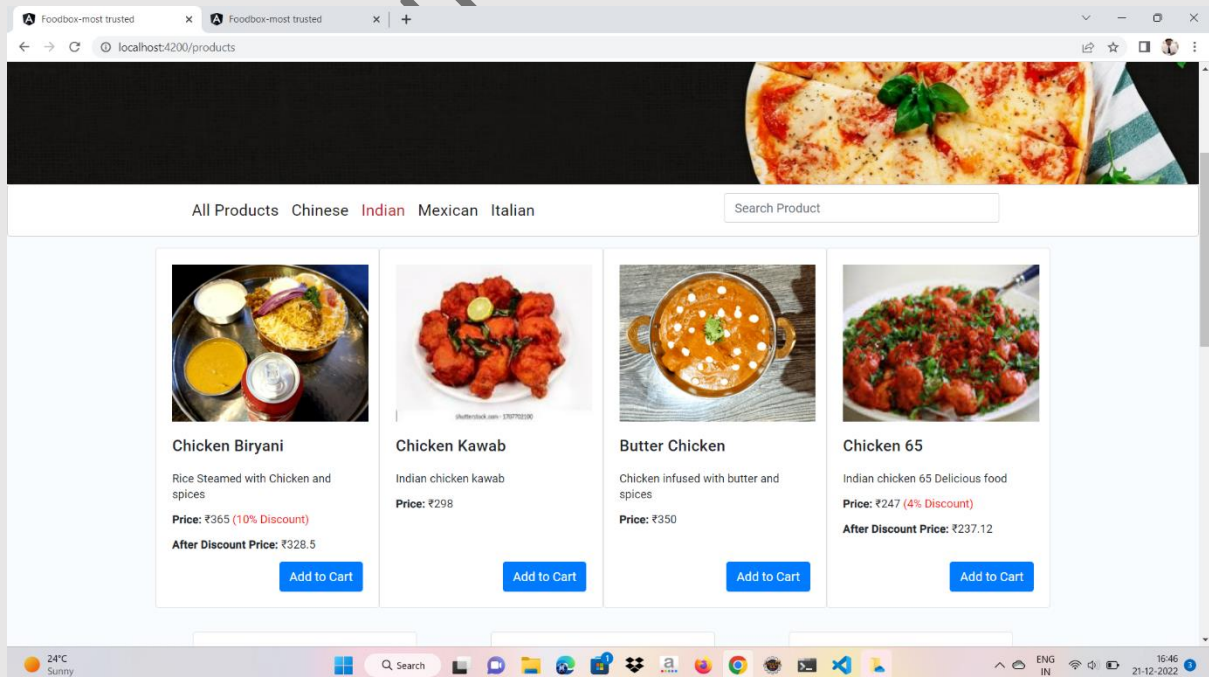 Foodbox-most trusted
Foodbox-most trusted
localhost:4200/products
All Products Chinese Indian Mexican Italian
Search Product
shutterstock.com · 1707703100
Chicken Biryani
Rice Steamed with Chicken and
spices
Price: ₹365 (10% Discount)
After Discount Price: ₹328.5
Add to Cart
Chicken Kawab
Indian chicken kawab
Price: ₹298
Add to Cart
Butter Chicken
Chicken infused with butter and
spices
Price: ₹350
Add to Cart
Chicken 65
Indian chicken 65 Delicious food
Price: ₹247 (4% Discount)
After Discount Price: ₹237.12
Add to Cart
24°C
Sunny
Search
a
ENG
IN
16:46
21-12-2022
3